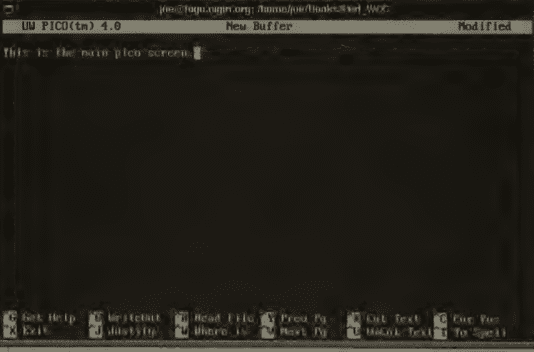 UW PICO(tm) 4.0 New Buffer Modified
This is the main pico screen.
^G Get Help ^O WriteOut ^R Read File ^Y Prev Pg ^K Cut Text ^C Cur Pos
^X Exit ^J Justify ^W Where is ^V Next Pg ^U UnCut Text ^T To Spell